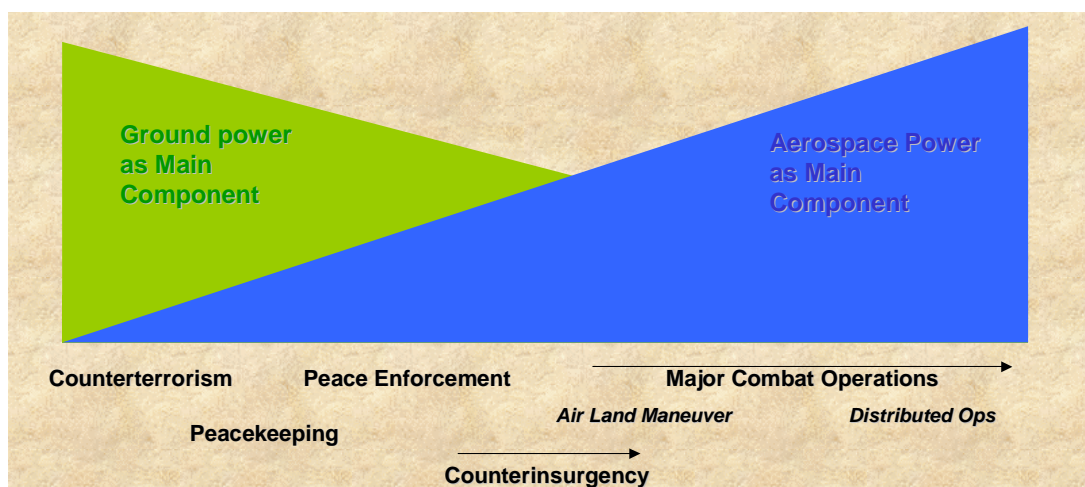 Ground power
as Main
Component
Aerospace Power
as Main
Component
Counterterrorism
Peace Enforcement
Major Combat Operations
Air Land Maneuver
Distributed Ops
Peacekeeping
Counterinsurgency